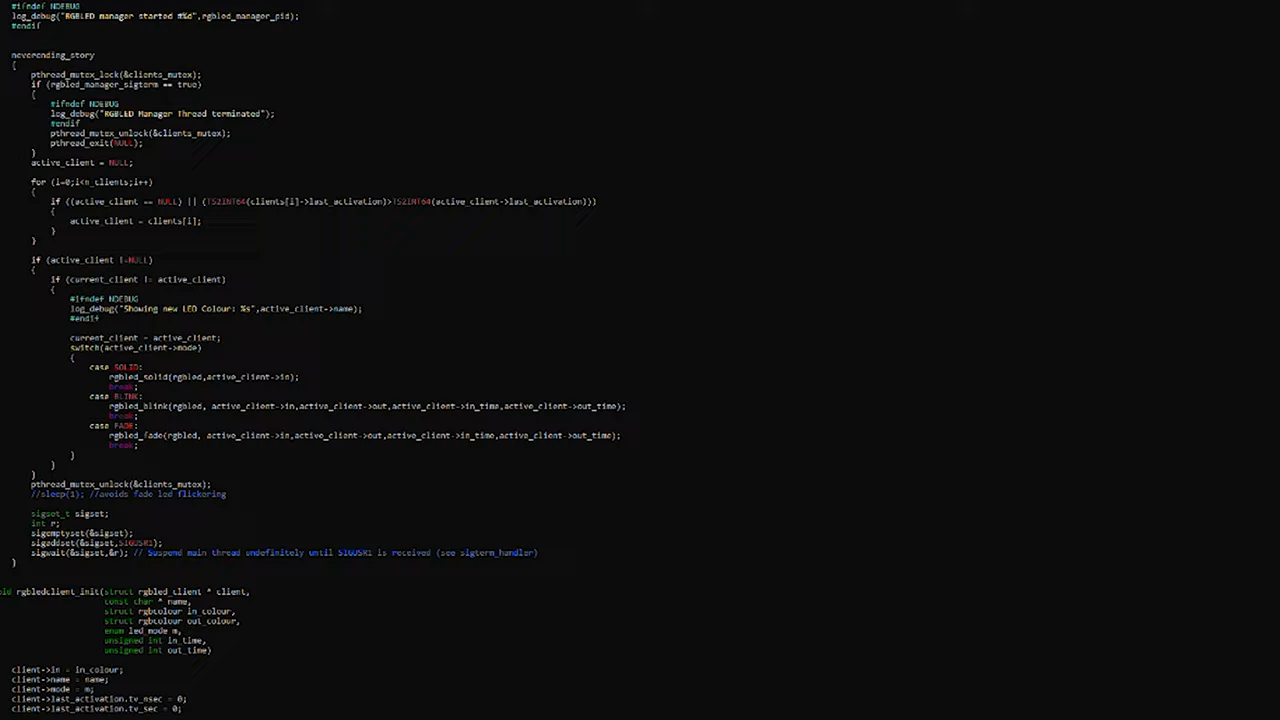 #ifndef NDEBUG
log_debug("RGBLED manager started #%d",rgbled_manager_pid);
#endif
neverending_story
{
pthread_mutex_lock(&clients_mutex);
if (rgbled_manager_sigterm == true)
{
#ifndef NDEBUG
log_debug("RGBLED Manager Thread terminated");
#endif
pthread_mutex_unlock(&clients_mutex);
pthread_exit(NULL);
}
active_client = NULL;
for (i=0;i<n_clients;i++)
{
if ((active_client == NULL) || (TS2INT64(clients[i]->last_activation)>TS2INT64(active_client->last_activation)))
{
active_client = clients[i];
}
}
if (active_client !=NULL)
{
if (current_client != active_client)
{
#ifndef NDEBUG
log_debug("Showing new LED Colour: %s",active_client->name);
#endif
current_client = active_client;
switch(active_client->mode)
{
case SOLID:
rgbled_solid(rgbled,active_client->in);
break;
case BLINK:
rgbled_blink(rgbled, active_client->in,active_client->out,active_client->in_time,active_client->out_time);
break;
case FADE:
rgbled_fade(rgbled, active_client->in,active_client->out,active_client->in_time,active_client->out_time);
break;
}
}
}
pthread_mutex_unlock(&clients_mutex);
//sleep(1); //avoids fade led flickering
sigset_t sigset;
int r;
sigemptyset(&sigset);
sigaddset(&sigset,SIGUSR1);
sigwait(&sigset,&r); // Suspend main thread undefinitely until SIGUSR1 is received (see sigterm_handler)
}
id rgbledclient_init(struct rgbled_client * client,
const char * name,
struct rgbcolour in_colour,
struct rgbcolour out_colour,
enum led_mode m,
unsigned int in_time,
unsigned int out_time)
client->in = in_colour;
client->name = name;
client->mode = m;
client->last_activation.tv_nsec = 0;
client->last_activation.tv_sec = 0;